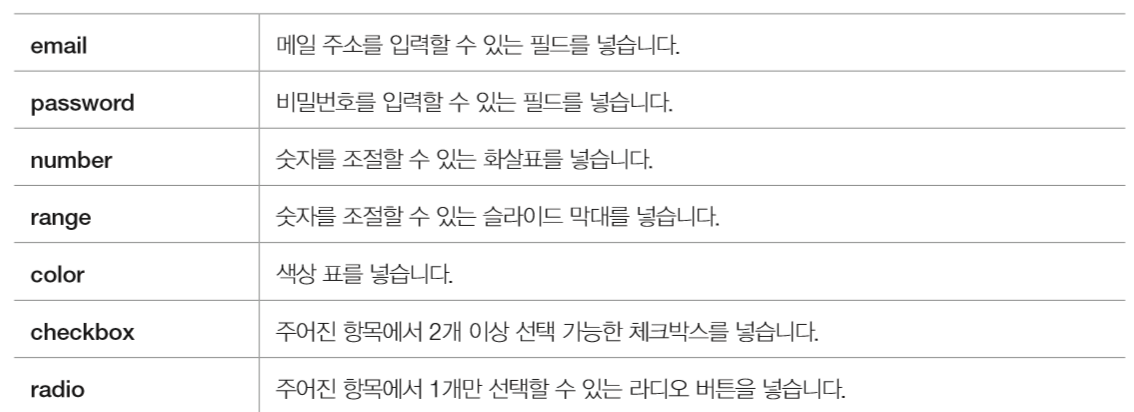 email 메일 주소를 입력할 수 있는 필드를 넣습니다.
password 비밀번호를 입력할 수 있는 필드를 넣습니다.
number 숫자를 조절할 수 있는 화살표를 넣습니다.
range 숫자를 조절할 수 있는 슬라이드 막대를 넣습니다.
color 색상 표를 넣습니다.
checkbox 주어진 항목에서 2개 이상 선택 가능한 체크박스를 넣습니다.
radio 주어진 항목에서 1개만 선택할 수 있는 라디오 버튼을 넣습니다.